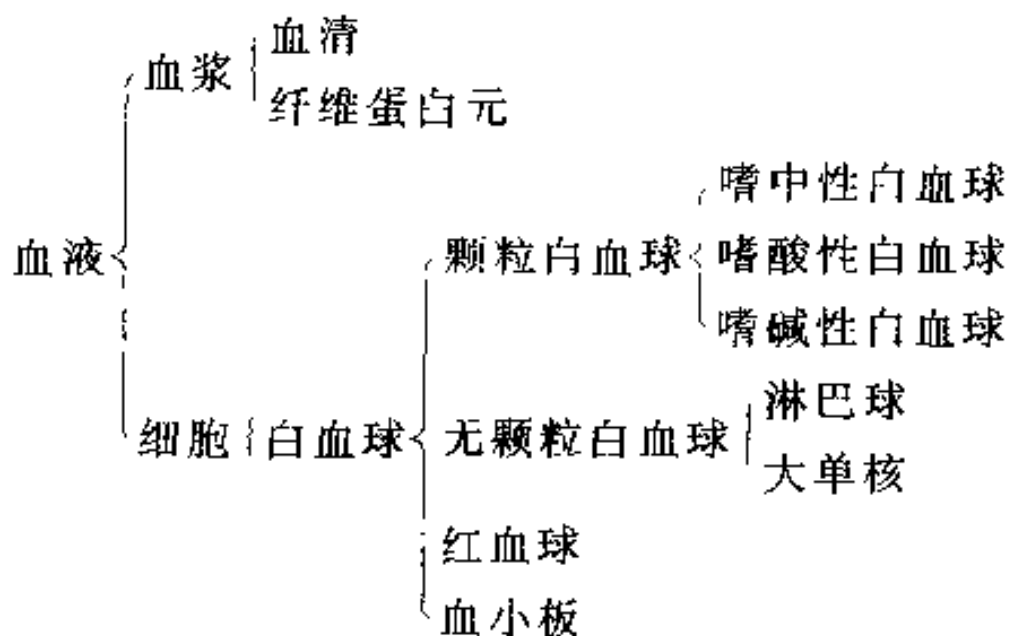 血清
血浆
纤维蛋白元
嗜中性白血球
血液
颗粒白血球
嗜酸性白血球
嗜碱性白血球
淋巴球
细胞
白血球
无颗粒白血球
大单核
红血球
血小板